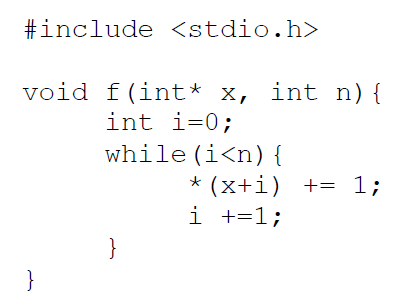 #include <stdio.h>
void f(int* x, int n){
int i=0;
while(i<n){
*(x+i) += 1;
i +=1;
}
}